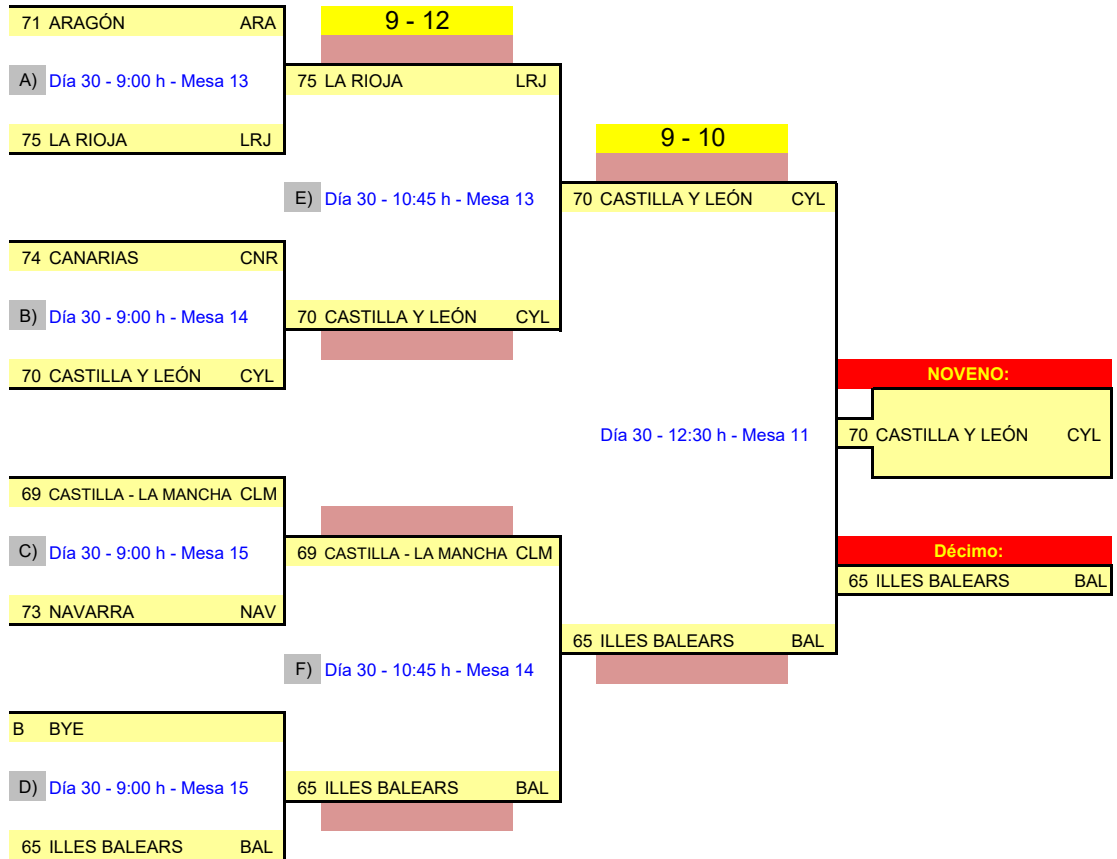 71 ARAGÓN ARA
9 - 12
A) Día 30 - 9:00 h - Mesa 13
75 LA RIOJA LRJ
75 LA RIOJA LRJ
9 - 10
E) Día 30 - 10:45 h - Mesa 13
70 CASTILLA Y LEÓN CYL
74 CANARIAS CNR
B) Día 30 - 9:00 h - Mesa 14
70 CASTILLA Y LEÓN CYL
70 CASTILLA Y LEÓN CYL
NOVENO:
Día 30 - 12:30 h - Mesa 11
70 CASTILLA Y LEÓN CYL
69 CASTILLA - LA MANCHA CLM
C) Día 30 - 9:00 h - Mesa 15
69 CASTILLA - LA MANCHA CLM
Décimo:
65 ILLES BALEARS BAL
73 NAVARRA NAV
65 ILLES BALEARS BAL
F) Día 30 - 10:45 h - Mesa 14
B BYE
D) Día 30 - 9:00 h - Mesa 15
65 ILLES BALEARS BAL
65 ILLES BALEARS BAL